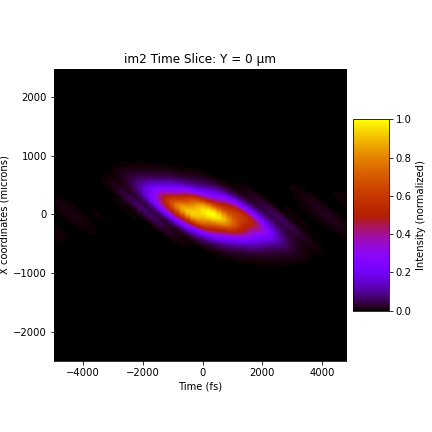 im2 Time Slice: Y = 0 μm
X coordinates (microns)
2000
1000
0
−1000
−2000
−4000 −2000 0 2000 4000
Time (fs)
1.0
0.8
0.6
0.4
0.2
0.0
Intensity (normalized)